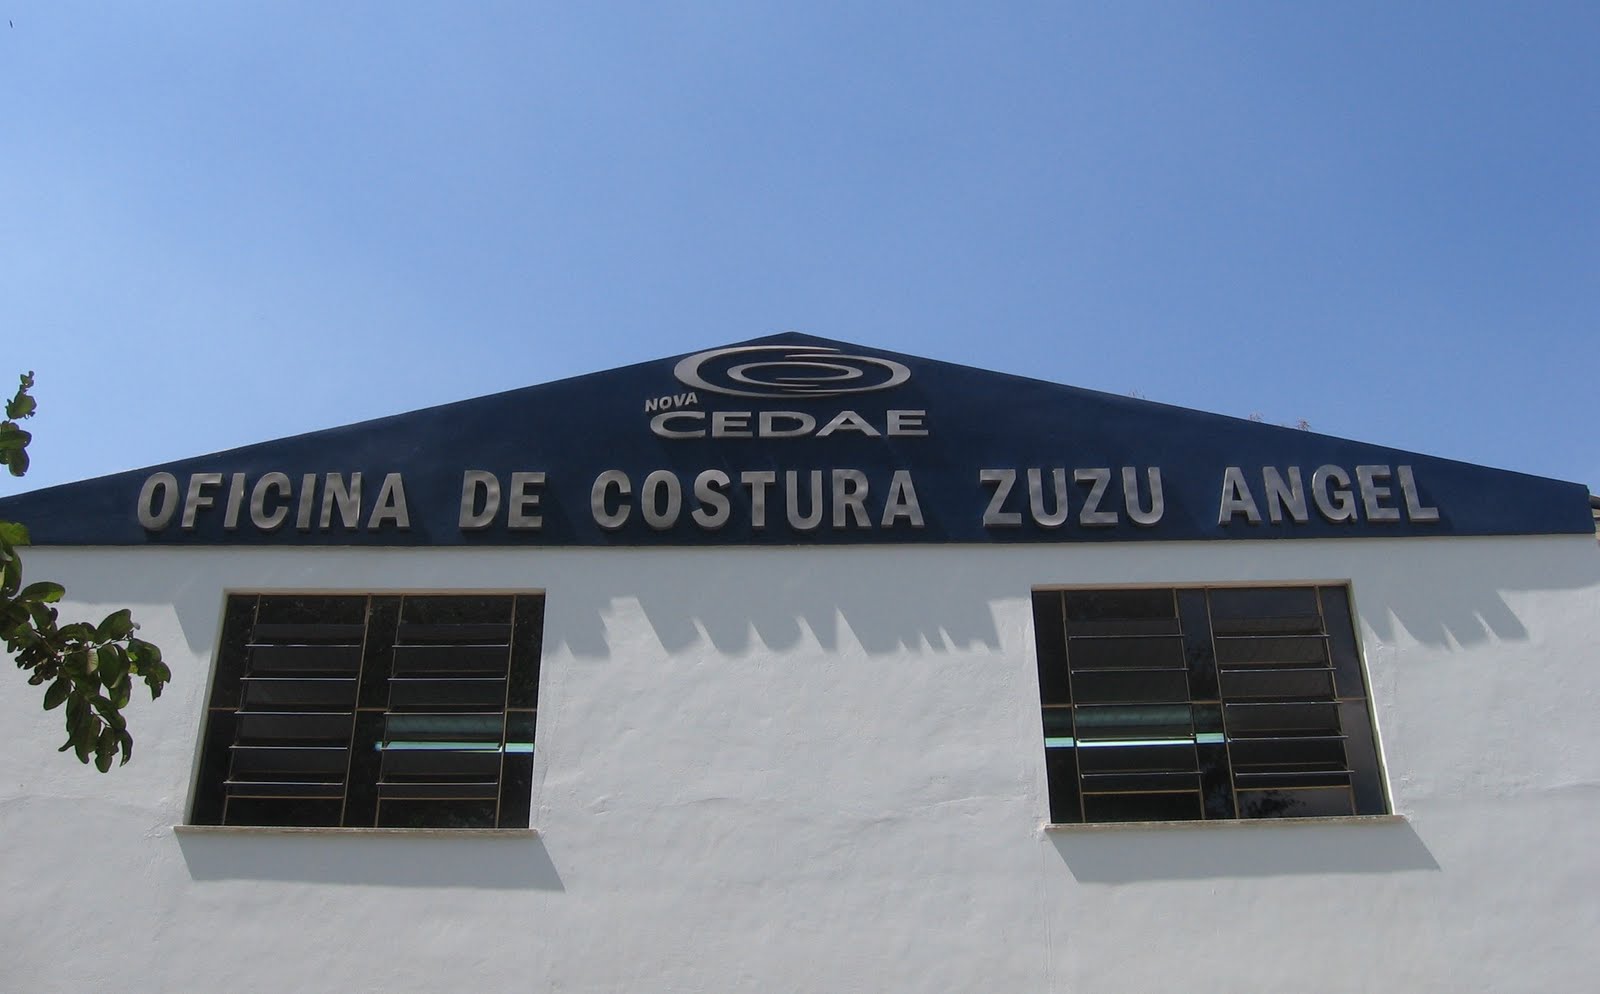 NOVA
CEDAE
OFICINA DE COSTURA ZUZU ANGEL